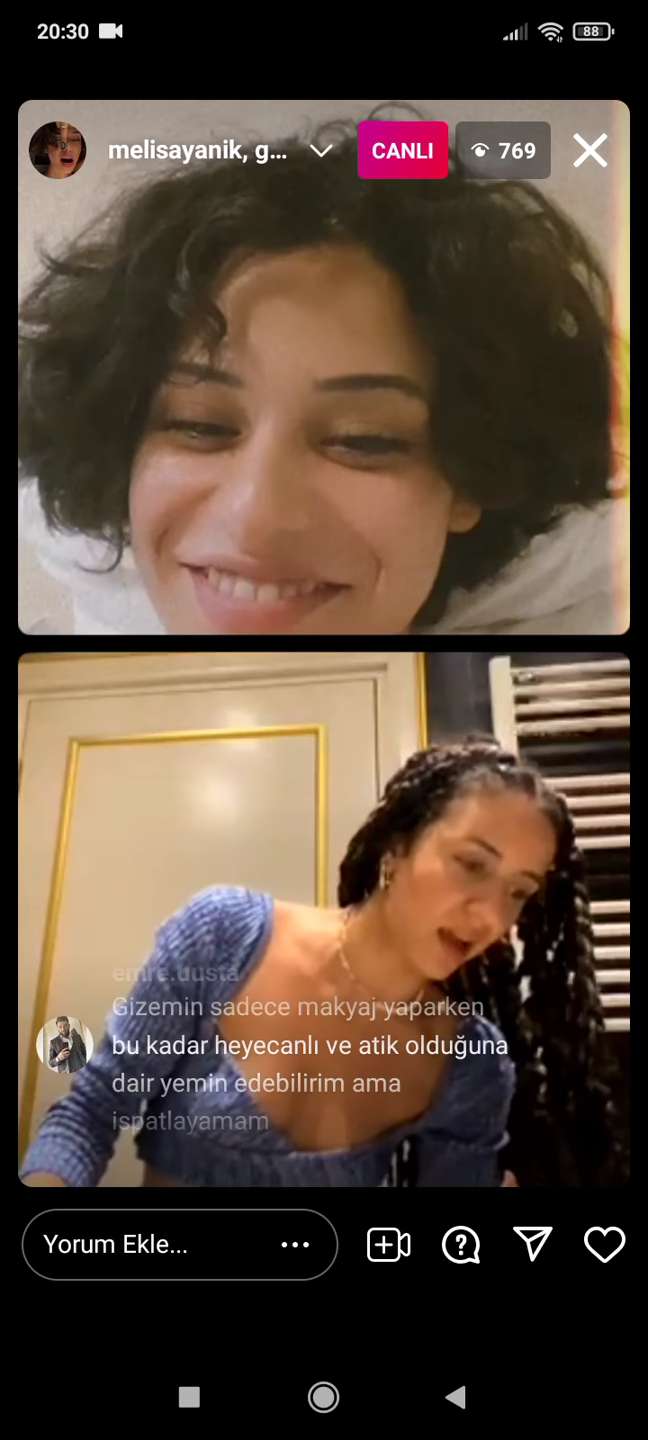 20:30
88
melisayanik, g...
CANLI
769
emre.uusta
Gizemin sadece makyaj yaparken
bu kadar heyecanlı ve atik olduğuna
dair yemin edebilirim ama
ispatlayamam
Yorum Ekle...